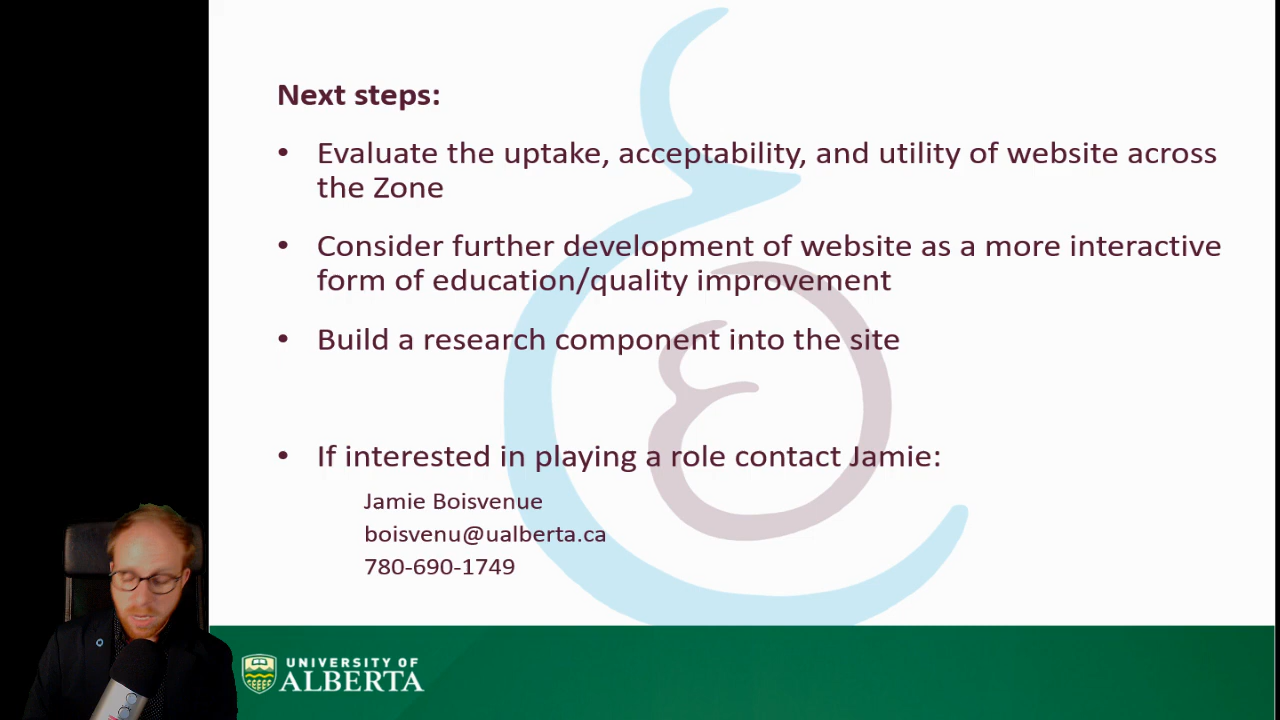 Next steps:
• Evaluate the uptake, acceptability, and utility of website across
the Zone
• Consider further development of website as a more interactive
form of education/quality improvement
• Build a research component into the site
• If interested in playing a role contact Jamie:
Jamie Boisvenue
boisvenu@ualberta.ca
780-690-1749
UNIVERSITY OF
ALBERTA